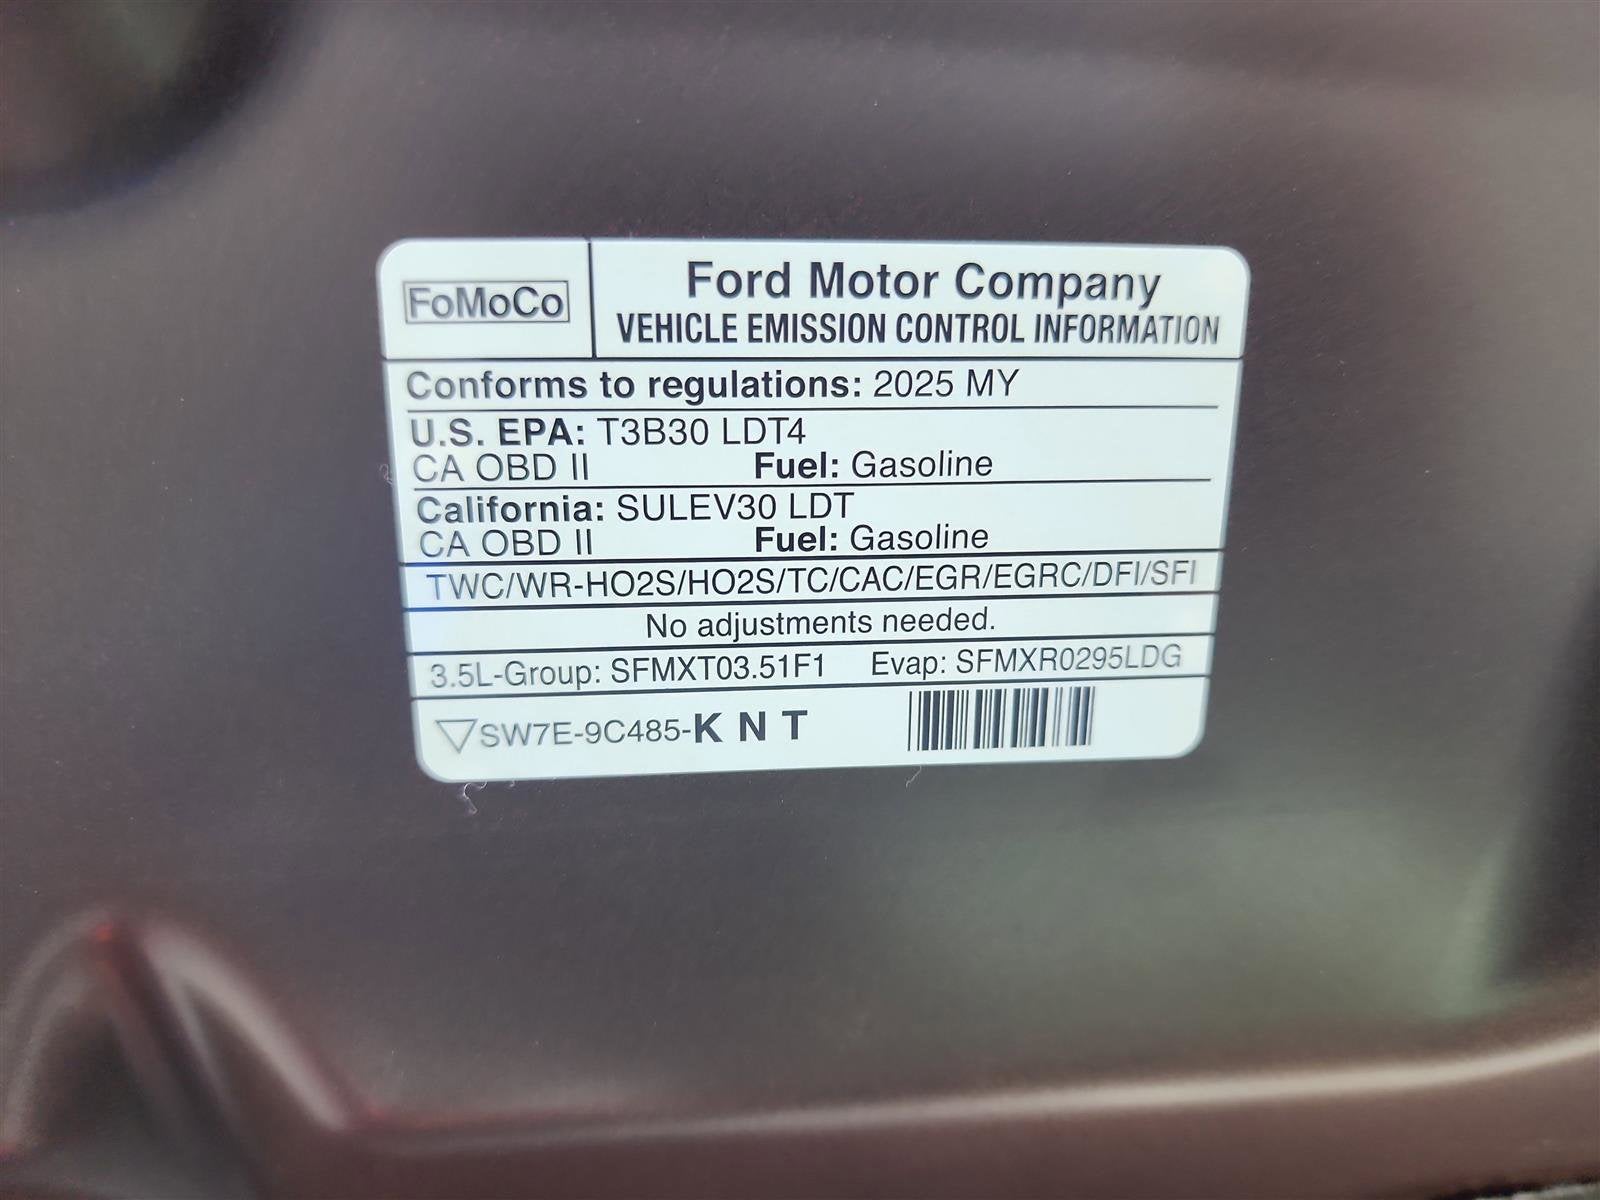 FoMoCo
Ford Motor Company
VEHICLE EMISSION CONTROL INFORMATION
Conforms to regulations: 2025 MY
U.S. EPA: T3B30 LDT4
CA OBD II Fuel: Gasoline
California: SULEV30 LDT
CA OBD II Fuel: Gasoline
TWC/WR-HO2S/HO2S/TC/CAC/EGR/EGRC/DFI/SFI
No adjustments needed.
3.5L-Group: SFMXT03.51F1 Evap: SFMXR0295LDG
SW7E-9C485-K N T